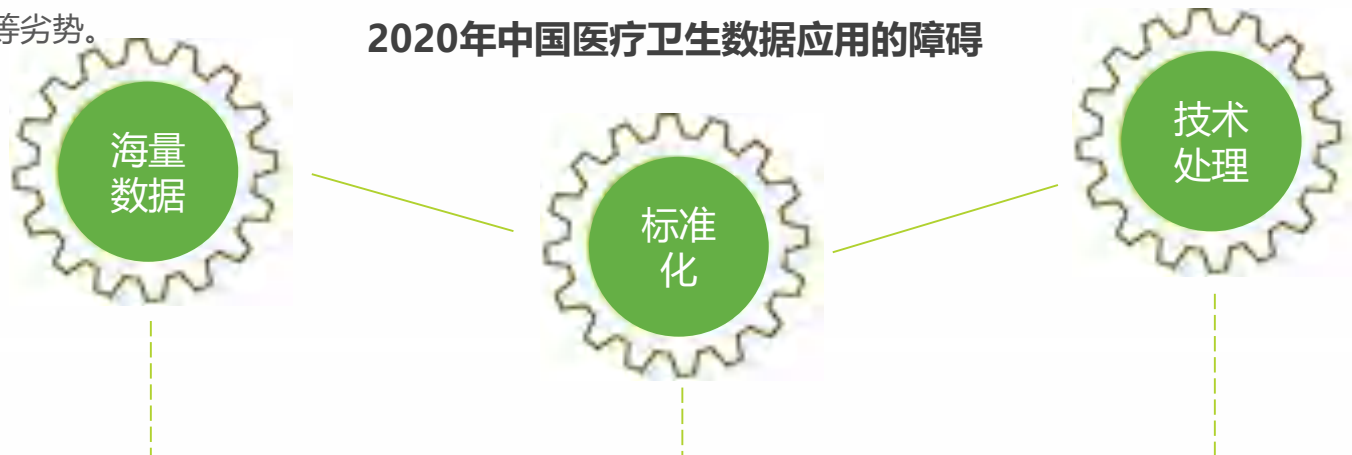 等劣势。
2020年中国医疗卫生数据应用的障碍
海量
数据
标准
化
技术
处理